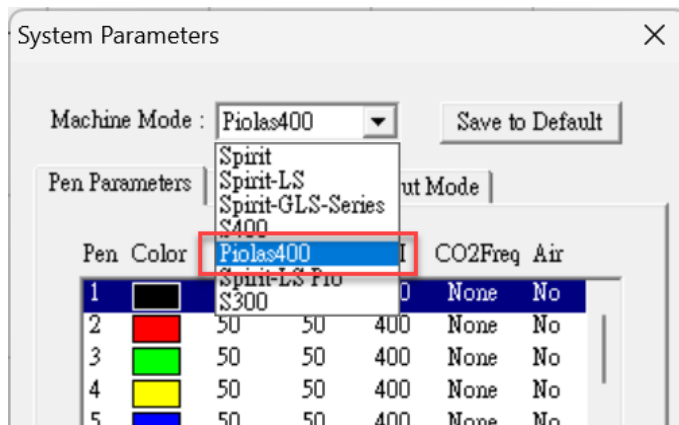 System Parameters
Machine Mode : Piolas400 Save to Default
Spirit
Pen Parameters Spirit-LS ut Mode
Spirit-GLS-Series
S400
Pen Color Piolas400 I CO2Freq Air
Spirit-LS Pro
1 0 None No
S300
2 50 50 400 None No
3 50 50 400 None No
4 50 50 400 None No
5 50 50 400 None No